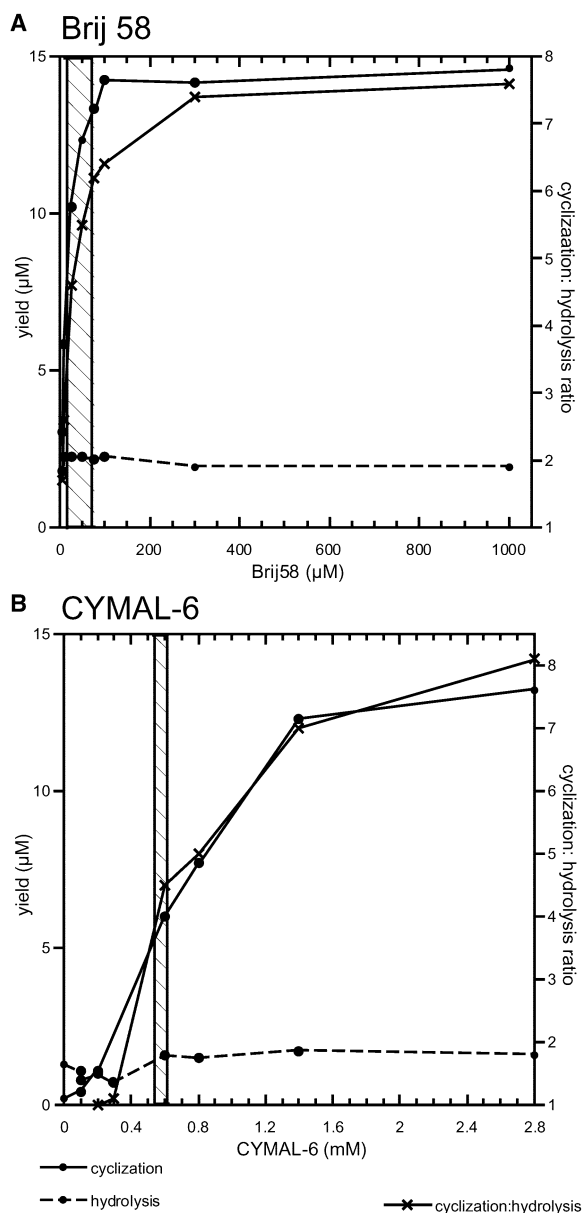 A Brij 58
15
10
5
0
yield (µM)
8
7
6
5
4
3
2
1
cyclizaation: hydrolysis ratio
0 200 400 600 800 1000
Brij58 (µM)
B CYMAL-6
15
10
5
0
yield (µM)
8
7
6
5
4
3
2
1
cyclization: hydrolysis ratio
0 0.4 0.8 1.2 1.6 2 2.4 2.8
CYMAL-6 (mM)
cyclization
hydrolysis
cyclization:hydrolysis